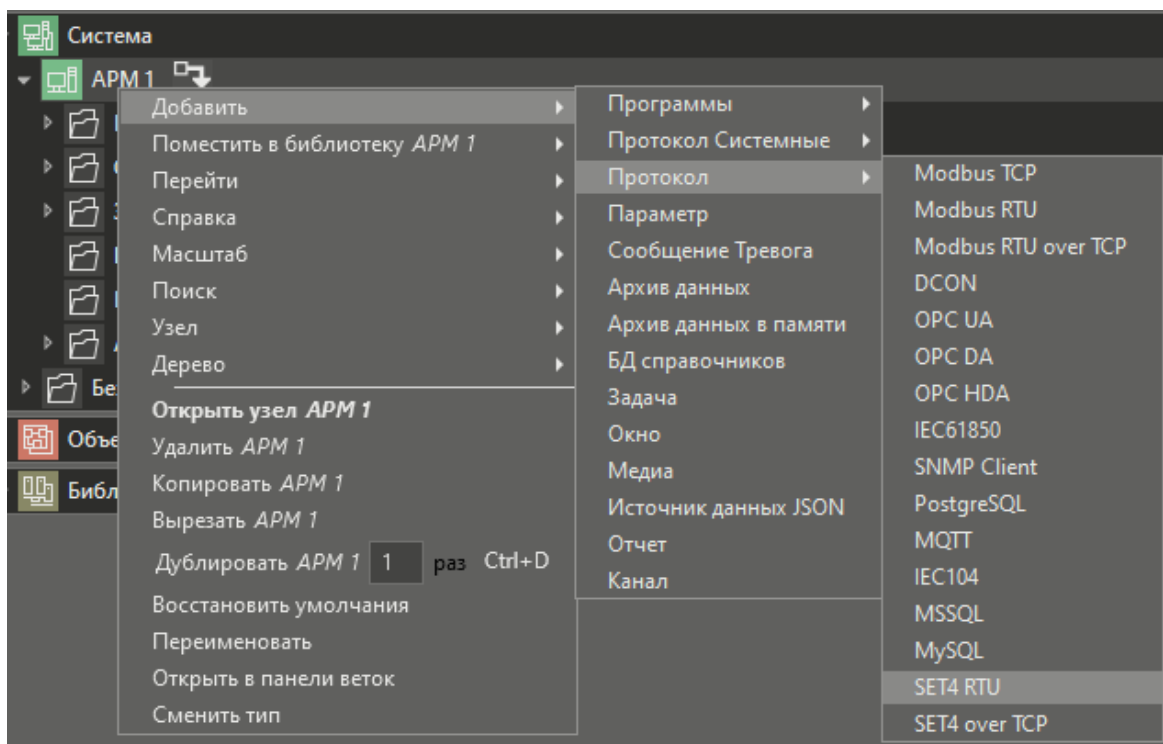 Система
АРМ 1
Добавить
Поместить в библиотеку АРМ 1
Перейти
Справка
Масштаб
Поиск
Узел
Дерево
Открыть узел АРМ 1
Удалить АРМ 1
Копировать АРМ 1
Вырезать АРМ 1
Дублировать АРМ 1 1 раз Ctrl+D
Восстановить умолчания
Переименовать
Открыть в панели веток
Сменить тип
Программы
Протокол Системные
Протокол
Параметр
Сообщение Тревога
Архив данных
Архив данных в памяти
БД справочников
Задача
Окно
Медиа
Источник данных JSON
Отчет
Канал
Modbus TCP
Modbus RTU
Modbus RTU over TCP
DCON
OPC UA
OPC DA
OPC HDA
IEC61850
SNMP Client
PostgreSQL
MQTT
IEC104
MSSQL
MySQL
SET4 RTU
SET4 over TCP